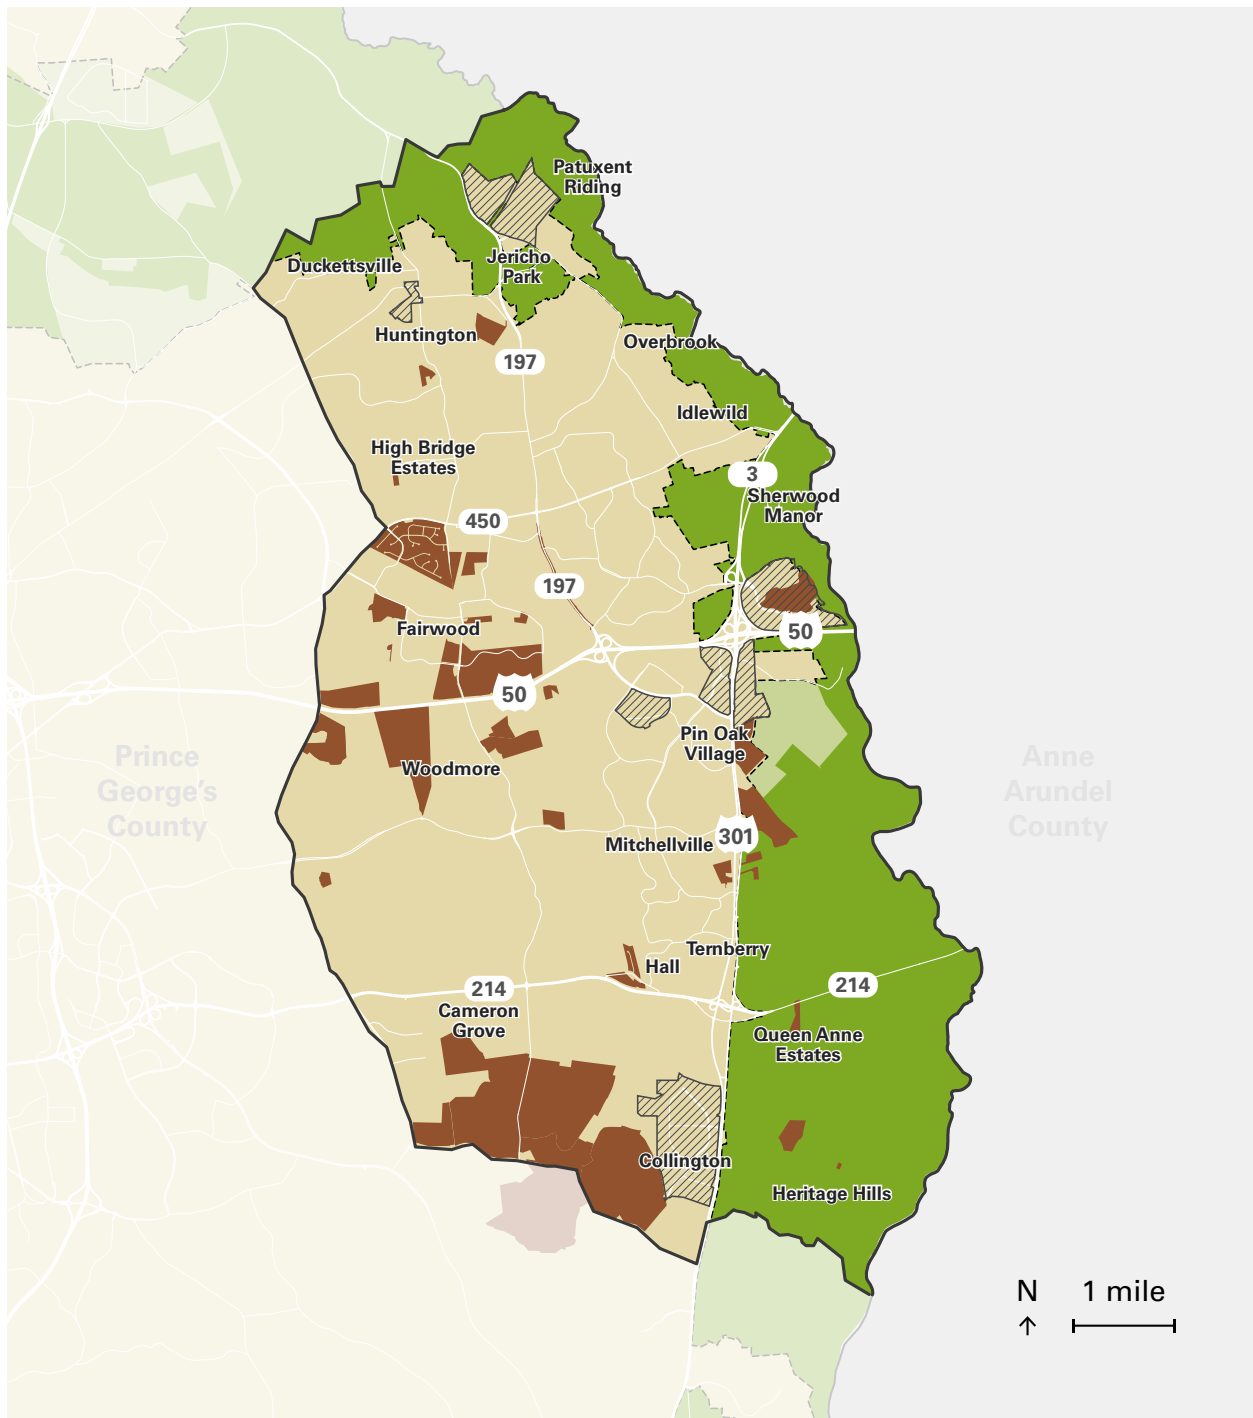 Patuxent
Riding
Jericho
Park
Duckettsville
Huntington
197
Overbrook
Idlewild
High Bridge
Estates
3
Sherwood
Manor
450
197
Fairwood
50
50
Pin Oak
Village
Woodmore
Prince
George's
County
Anne
Arundel
County
301
Mitchellville
Ternberry
Hall
214
214
Cameron
Grove
Queen Anne
Estates
Collington
Heritage Hills
N
1 mile